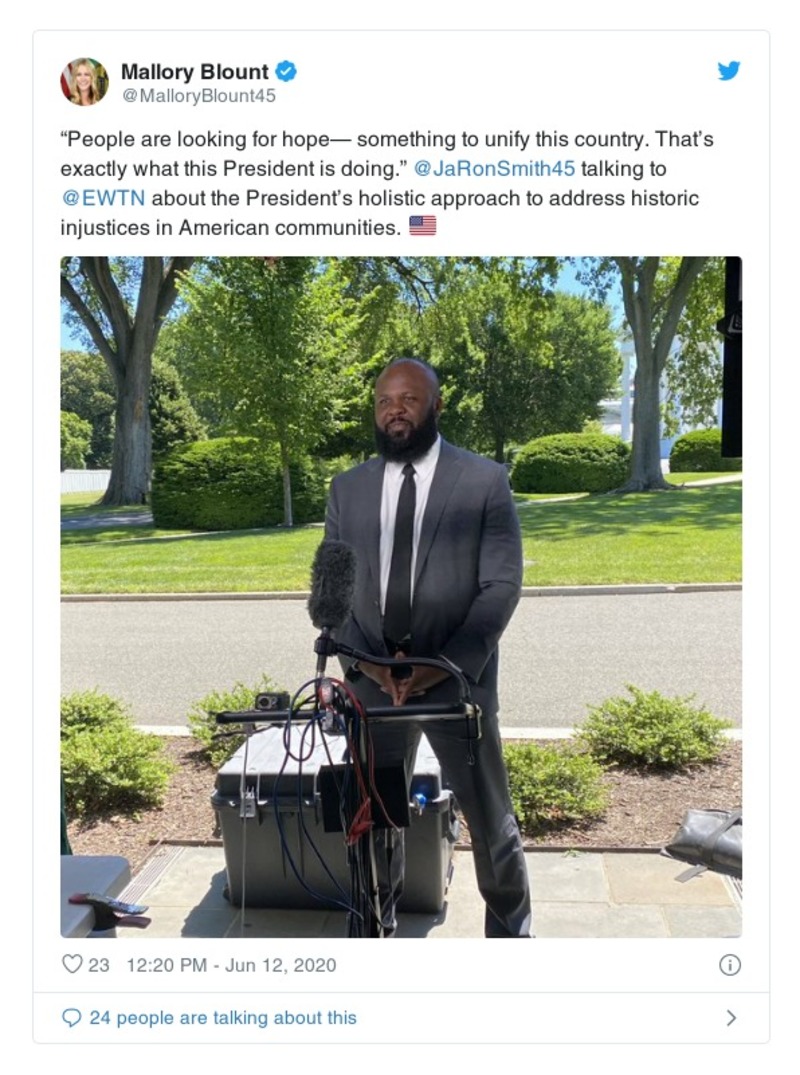 Mallory Blount
@MalloryBlount45
“People are looking for hope— something to unify this country. That’s
exactly what this President is doing.” @JaRonSmith45 talking to
@EWTN about the President’s holistic approach to address historic
injustices in American communities. 🇺🇸
23 12:20 PM - Jun 12, 2020
24 people are talking about this